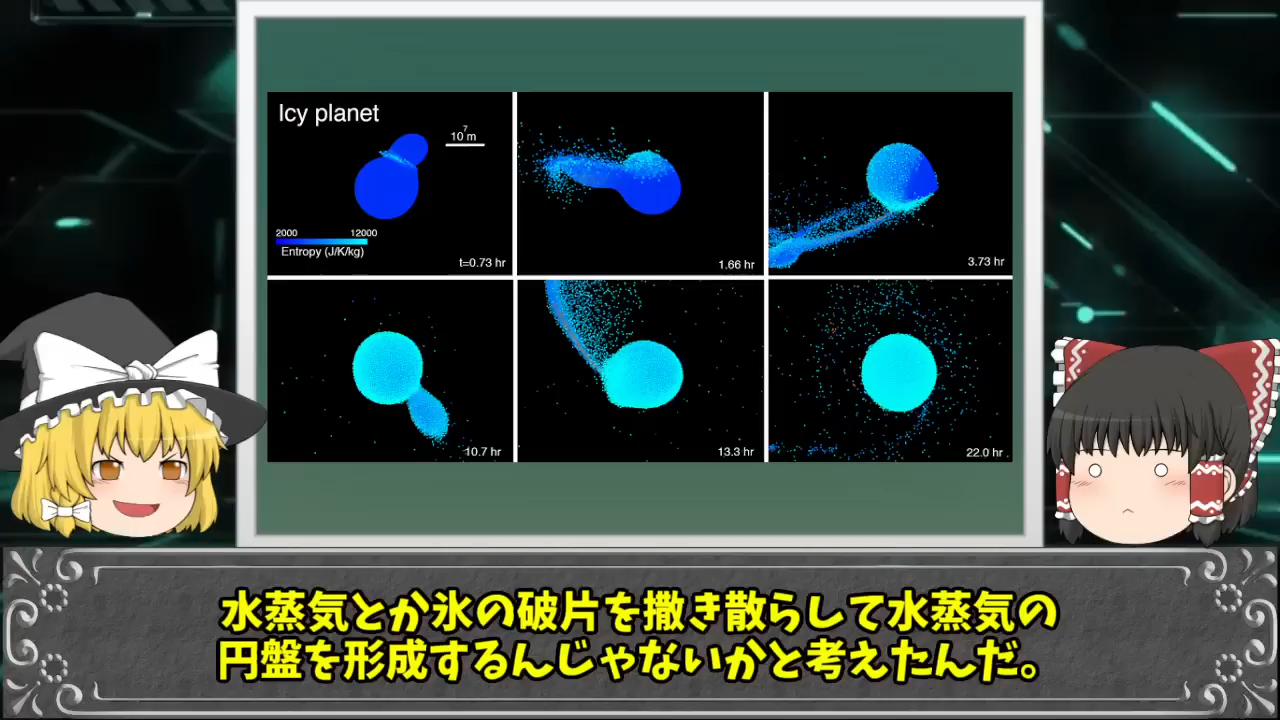 Icy planet
10⁷ m
2000 12000
Entropy (J/K/kg)
t=0.73 hr
1.66 hr
3.73 hr
10.7 hr
13.3 hr
22.0 hr
水蒸気とか氷の破片を撒き散らして水蒸気の
円盤を形成するんじゃないかと考えたんだ。